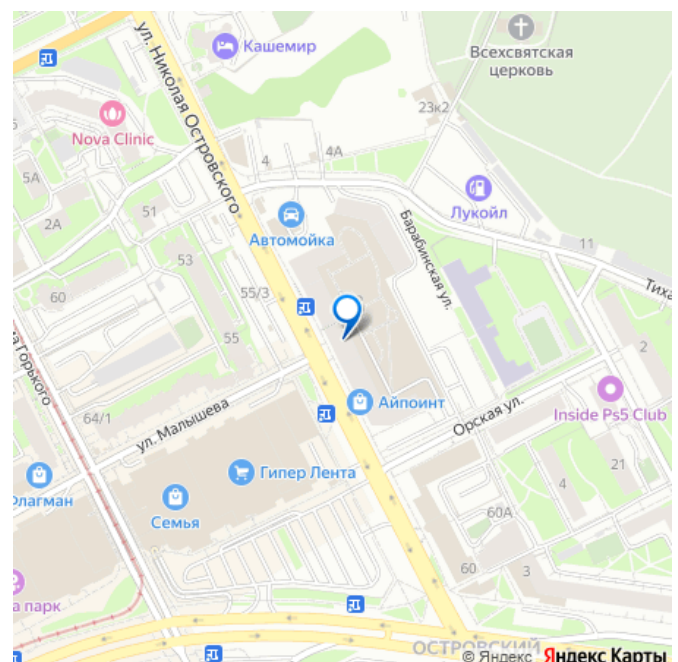 Кашемир
Всехсвятская
церковь
ул. Николая Островского
23к2
Nova Clinic
4
4А
5А
Лукойл
2А
51
Автомойка
Барабинская ул.
11
53
Тиха
60
55/3
55
2
а Горького
Айпоинт
Inside Ps5 Club
64/1
ул. Малышева
Орская ул.
Гипер Лента
21
Флагман
4
Семья
60А
60
3
а парк
ОСТРОВСКИЙ
© Яндекс Яндекс Карты